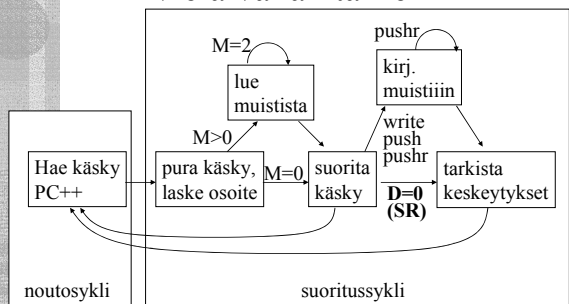 pushr
M=2
lue
muistista
kirj.
muistiiin
M>0
write
push
pushr
Hae käsky
PC++
pura käsky,
laske osoite
M=0
suorita
käsky
D=0
(SR)
tarkista
keskeytykset
noutosykli
suoritussykli